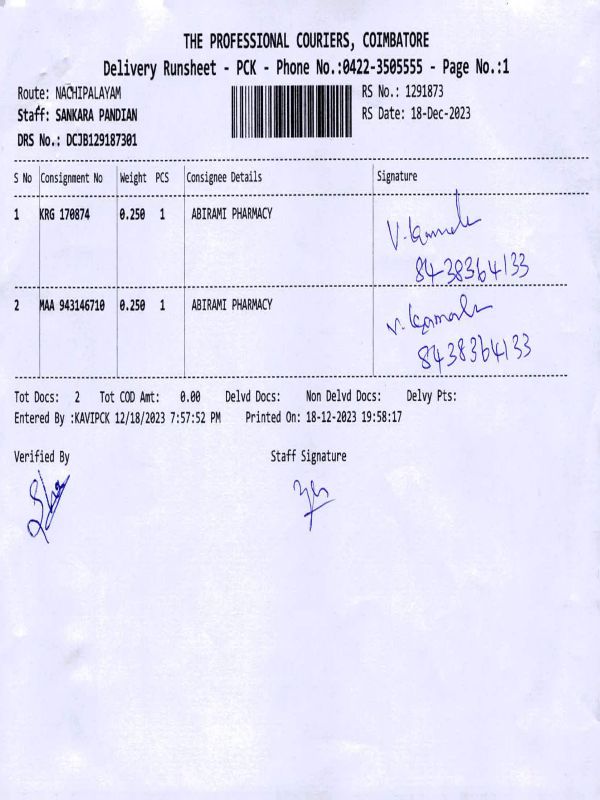 THE PROFESSIONAL COURIERS, COIMBATORE
Delivery Runsheet - PCK - Phone No.:0422-3505555 - Page No.:1
Route: NACHIPALAYAM RS No.: 1291873
Staff: SANKARA PANDIAN RS Date: 18-Dec-2023
DRS No.: DCJB129187301
S No Consignment No Weight PCS Consignee Details Signature
1 KRG 170874 0.250 1 ABIRAMI PHARMACY
8438364133
2 MAA 943146710 0.250 1 ABIRAMI PHARMACY
8438364133
Tot Docs: 2 Tot COD Amt: 0.00 Delvd Docs: Non Delvd Docs: Delvy Pts:
Entered By :KAVIPCK 12/18/2023 7:57:52 PM Printed On: 18-12-2023 19:58:17
Verified By Staff Signature